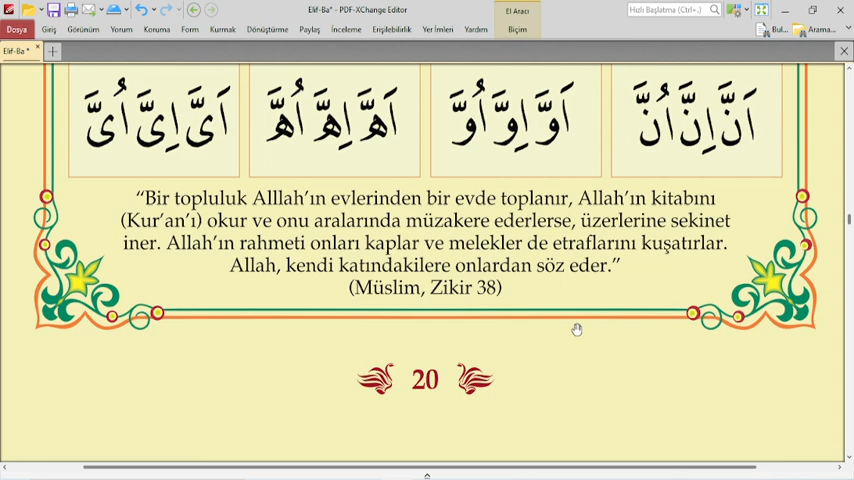 Elif-Ba* - PDF-XChange Editor
El Aracı
Hızlı Başlatma (Ctrl+.)
Dosya Giriş Görünüm Yorum Koruma Form Kurmak Dönüştürme Paylaş İnceleme Erişilebilirlik Yer İmleri Yardım Biçim
Bul... Arama...
Elif-Ba *
اَنَّ اِنَّ اُنَّ
اَوَّ اِوَّ اُوَّ
اَهَّ اِهَّ اُهَّ
اَىَّ اِىَّ اُىَّ
“Bir topluluk Alllah’ın evlerinden bir evde toplanır, Allah’ın kitabını
(Kur’an’ı) okur ve onu aralarında müzakere ederlerse, üzerlerine sekinet
iner. Allah’ın rahmeti onları kaplar ve melekler de etraflarını kuşatırlar.
Allah, kendi katındakilere onlardan söz eder.”
(Müslim, Zikir 38)
20